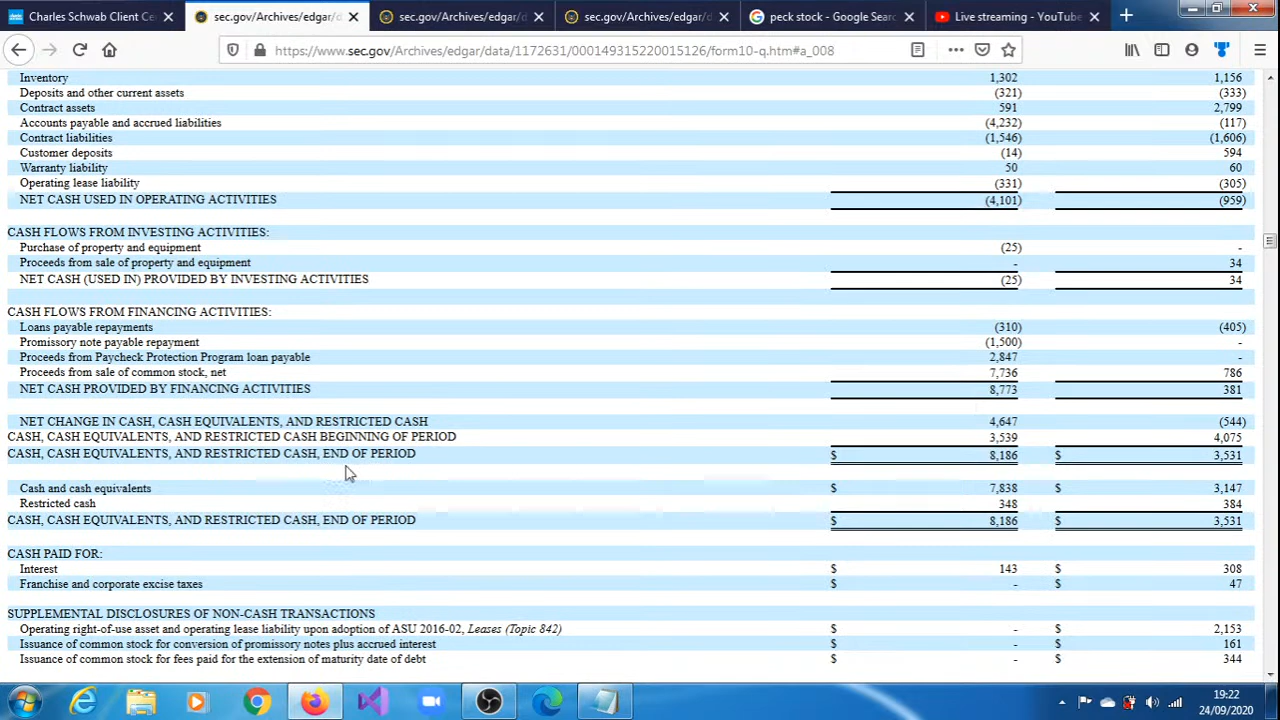 Charles Schwab Client Ce
sec.gov/Archives/edgar/d
sec.gov/Archives/edgar/d
sec.gov/Archives/edgar/d
peck stock - Google Sear
Live streaming - YouTube
https://www.sec.gov/Archives/edgar/data/1172631/000149315220015126/form10-q.htm#a_008
Inventory 1,302 1,156
Deposits and other current assets (321) (333)
Contract assets 591 2,799
Accounts payable and accrued liabilities (4,232) (117)
Contract liabilities (1,546) (1,606)
Customer deposits (14) 594
Warranty liability 50 60
Operating lease liability (331) (305)
NET CASH USED IN OPERATING ACTIVITIES (4,101) (959)
CASH FLOWS FROM INVESTING ACTIVITIES:
Purchase of property and equipment (25) -
Proceeds from sale of property and equipment - 34
NET CASH (USED IN) PROVIDED BY INVESTING ACTIVITIES (25) 34
CASH FLOWS FROM FINANCING ACTIVITIES:
Loans payable repayments (310) (405)
Promissory note payable repayment (1,500) -
Proceeds from Paycheck Protection Program loan payable 2,847 -
Proceeds from sale of common stock, net 7,736 786
NET CASH PROVIDED BY FINANCING ACTIVITIES 8,773 381
NET CHANGE IN CASH, CASH EQUIVALENTS, AND RESTRICTED CASH 4,647 (544)
CASH, CASH EQUIVALENTS, AND RESTRICTED CASH BEGINNING OF PERIOD 3,539 4,075
CASH, CASH EQUIVALENTS, AND RESTRICTED CASH, END OF PERIOD $ 8,186 $ 3,531
Cash and cash equivalents $ 7,838 $ 3,147
Restricted cash 348 384
CASH, CASH EQUIVALENTS, AND RESTRICTED CASH, END OF PERIOD $ 8,186 $ 3,531
CASH PAID FOR:
Interest $ 143 $ 308
Franchise and corporate excise taxes $ - $ 47
SUPPLEMENTAL DISCLOSURES OF NON-CASH TRANSACTIONS
Operating right-of-use asset and operating lease liability upon adoption of ASU 2016-02, Leases (Topic 842) $ - $ 2,153
Issuance of common stock for conversion of promissory notes plus accrued interest $ - $ 161
Issuance of common stock for fees paid for the extension of maturity date of debt $ - $ 344
19:22
24/09/2020